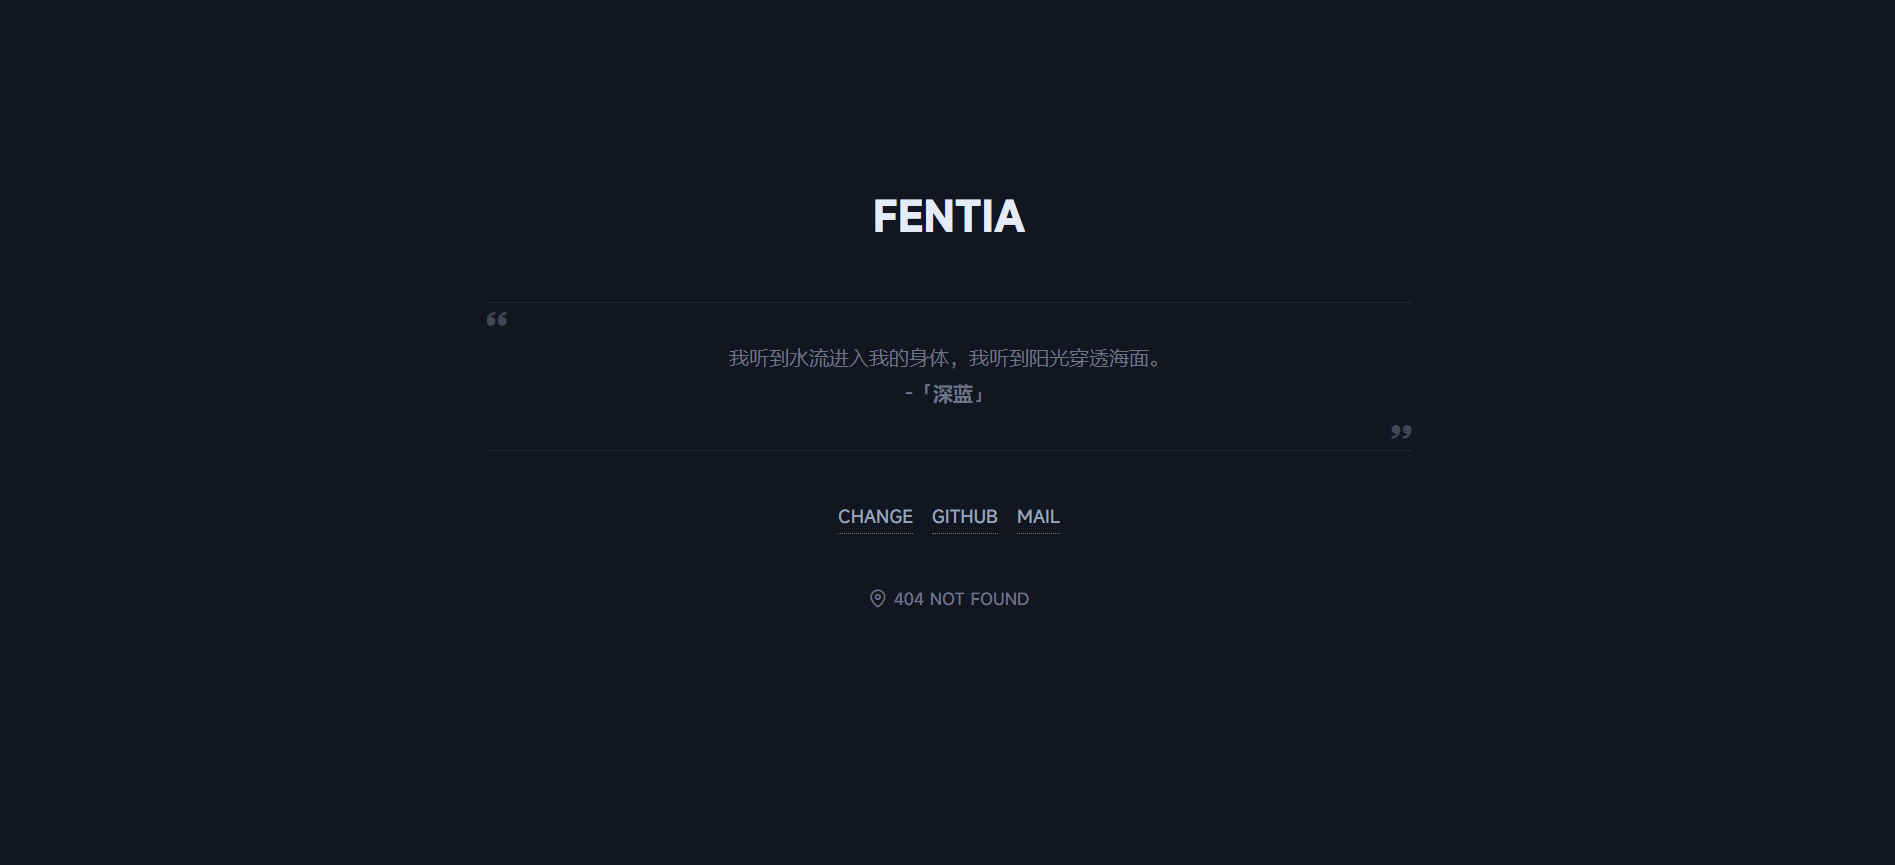 FENTIA
“
我听到水流进入我的身体，我听到阳光穿透海面。
-「深蓝」
”
CHANGE GITHUB MAIL
404 NOT FOUND